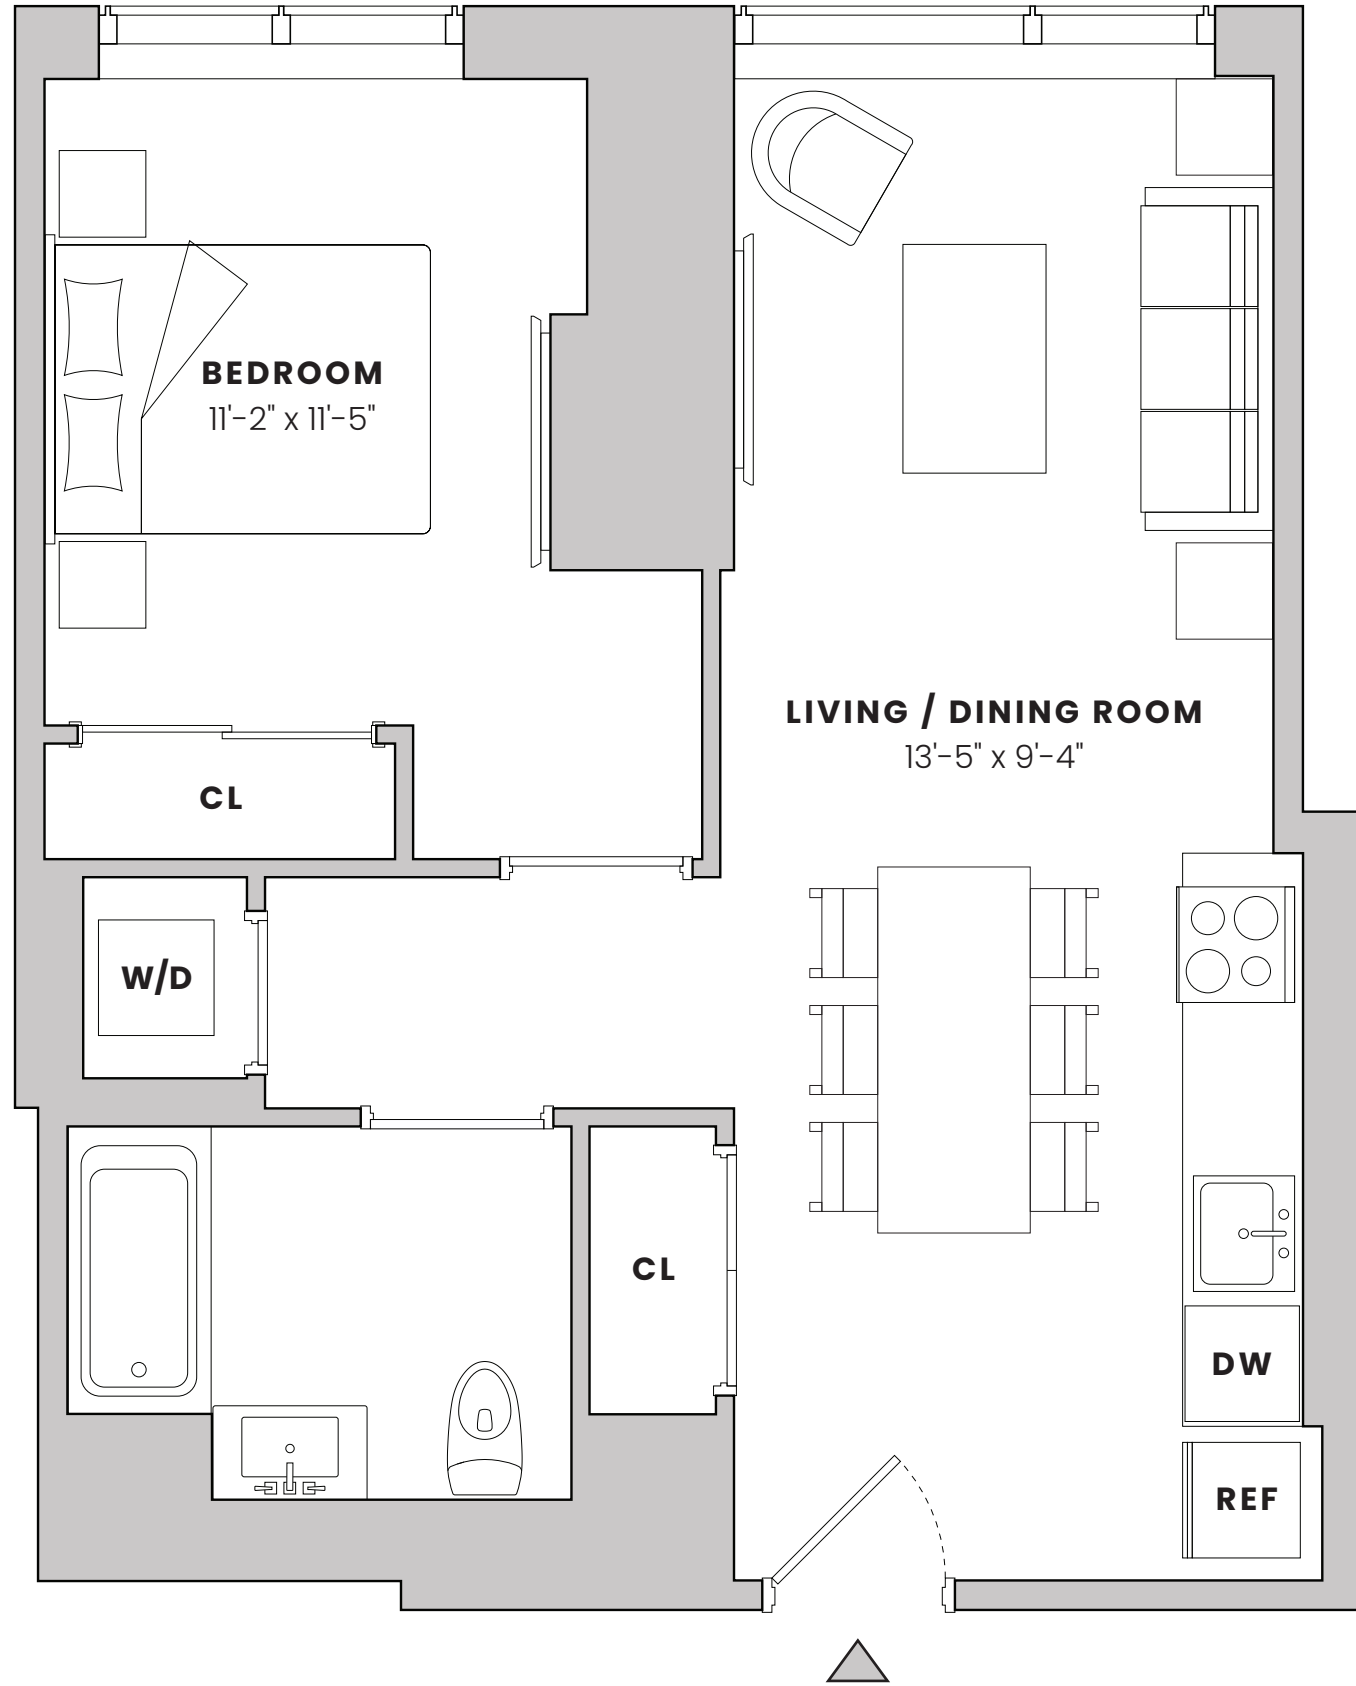 BEDROOM
11'-2" x 11'-5"
LIVING / DINING ROOM
13'-5" x 9'-4"
CL
W/D
CL
DW
REF